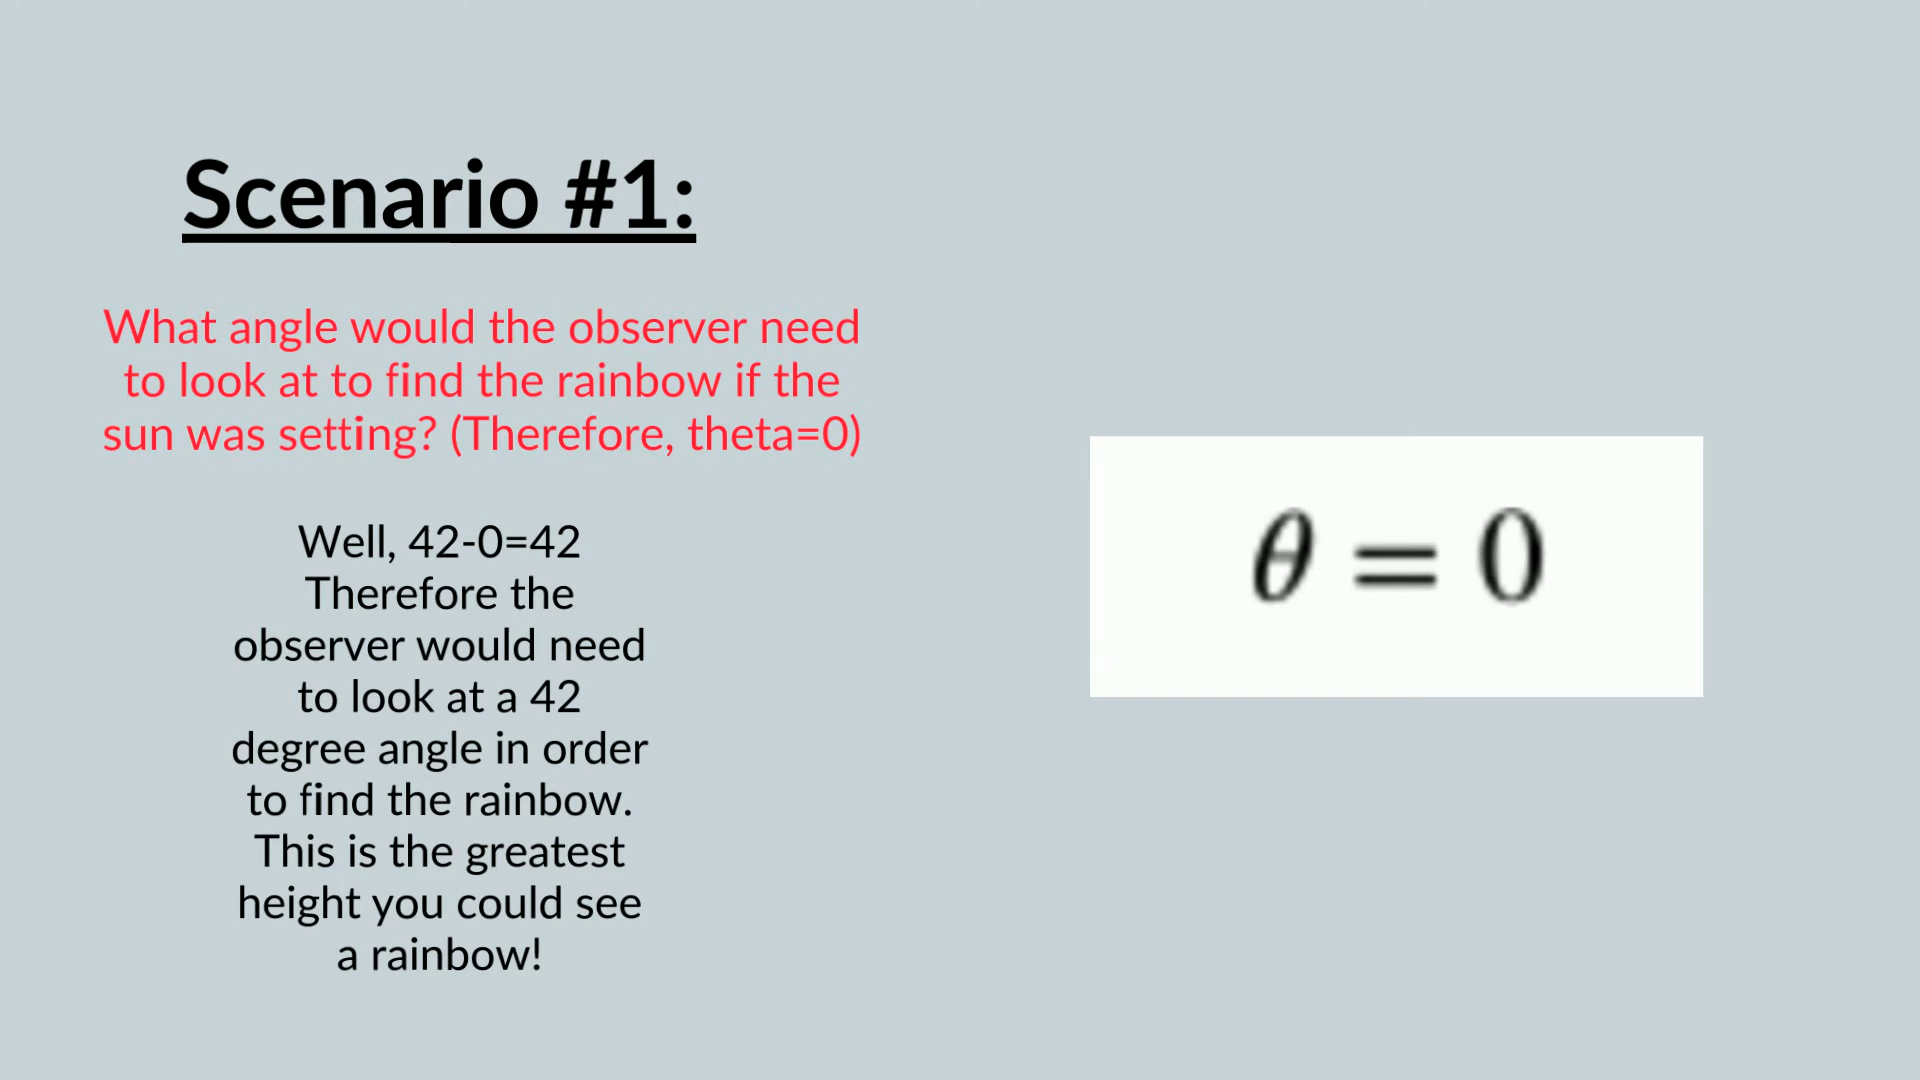 Scenario #1:
What angle would the observer need
to look at to find the rainbow if the
sun was setting? (Therefore, theta=0)
Well, 42-0=42
Therefore the
observer would need
to look at a 42
degree angle in order
to find the rainbow.
This is the greatest
height you could see
a rainbow!
θ = 0